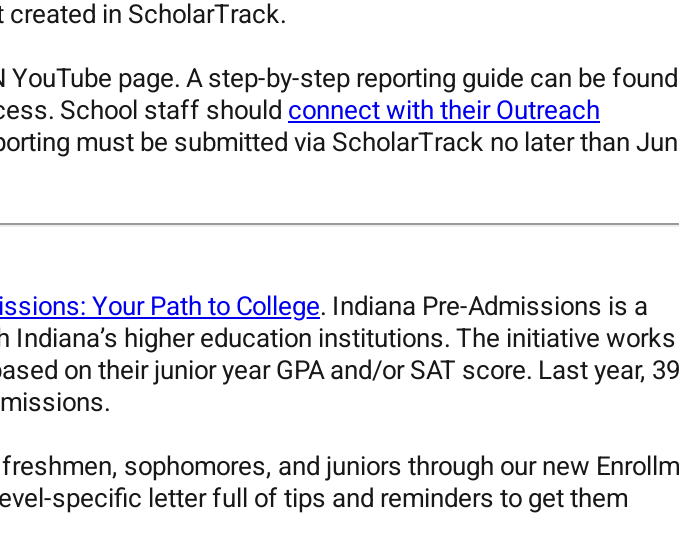 created in ScholarTrack.
YouTube page. A step-by-step reporting guide can be found
School staff should connect with their Outreach
must be submitted via ScholarTrack no later than Jun
Your Path to College. Indiana Pre-Admissions is a
Indiana’s higher education institutions. The initiative works
based on their junior year GPA and/or SAT score. Last year, 39
missions.
freshmen, sophomores, and juniors through our new Enrollm
evel-specific letter full of tips and reminders to get them